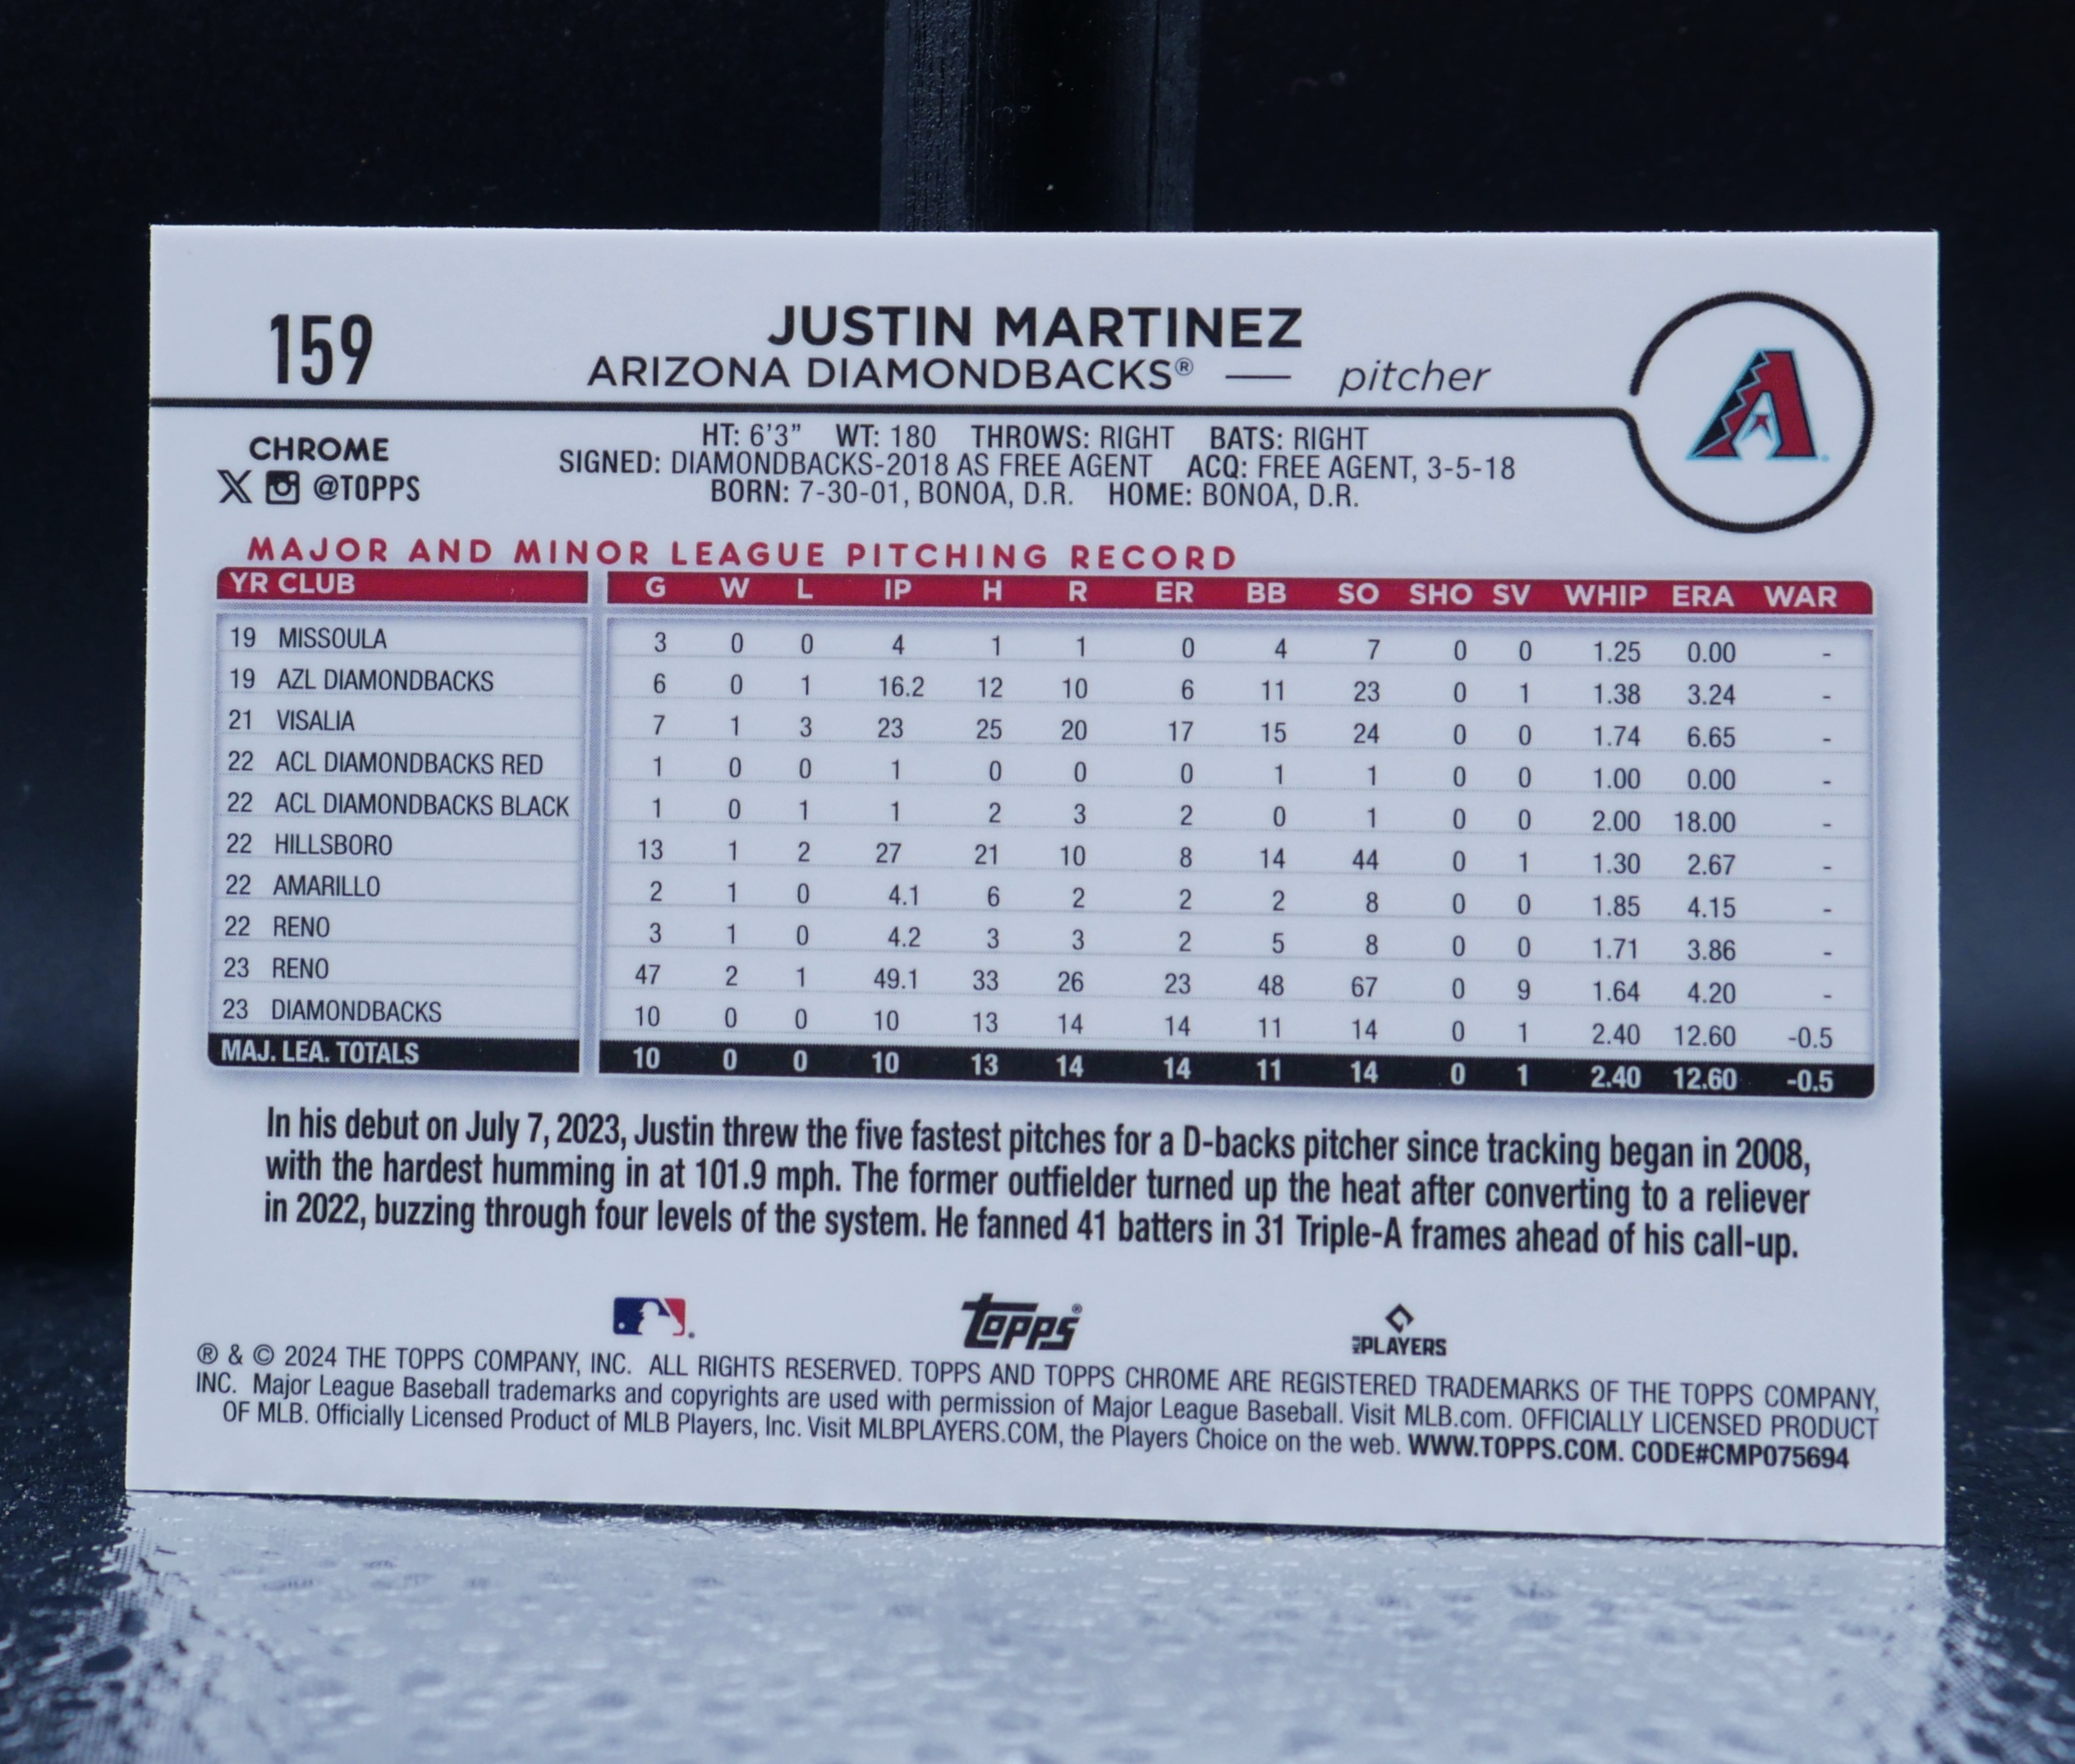 159
JUSTIN MARTINEZ
ARIZONA DIAMONDBACKS® — pitcher
A
CHROME
X @TOPPS
HT: 6'3" WT: 180 THROWS: RIGHT BATS: RIGHT
SIGNED: DIAMONDBACKS-2018 AS FREE AGENT ACQ: FREE AGENT, 3-5-18
BORN: 7-30-01, BONOA, D.R. HOME: BONOA, D.R.
MAJOR AND MINOR LEAGUE PITCHING RECORD
YR CLUB G W L IP H R ER BB SO SHO SV WHIP ERA WAR
19 MISSOULA 3 0 0 4 1 1 0 4 7 0 0 1.25 0.00 -
19 AZL DIAMONDBACKS 6 0 1 16.2 12 10 6 11 23 0 1 1.38 3.24 -
21 VISALIA 7 1 3 23 25 20 17 15 24 0 0 1.74 6.65 -
22 ACL DIAMONDBACKS RED 1 0 0 1 0 0 0 1 1 0 0 1.00 0.00 -
22 ACL DIAMONDBACKS BLACK 1 0 1 1 2 3 2 0 1 0 0 2.00 18.00 -
22 HILLSBORO 13 1 2 27 21 10 8 14 44 0 1 1.30 2.67 -
22 AMARILLO 2 1 0 4.1 6 2 2 2 8 0 0 1.85 4.15 -
22 RENO 3 1 0 4.2 3 3 2 5 8 0 0 1.71 3.86 -
23 RENO 47 2 1 49.1 33 26 23 48 67 0 9 1.64 4.20 -
23 DIAMONDBACKS 10 0 0 10 13 14 14 11 14 0 1 2.40 12.60 -0.5
MAJ. LEA. TOTALS 10 0 0 10 13 14 14 11 14 0 1 2.40 12.60 -0.5
In his debut on July 7, 2023, Justin threw the five fastest pitches for a D-backs pitcher since tracking began in 2008,
with the hardest humming in at 101.9 mph. The former outfielder turned up the heat after converting to a reliever
in 2022, buzzing through four levels of the system. He fanned 41 batters in 31 Triple-A frames ahead of his call-up.
Topps®
MLB PLAYERS
® & © 2024 THE TOPPS COMPANY, INC. ALL RIGHTS RESERVED. TOPPS AND TOPPS CHROME ARE REGISTERED TRADEMARKS OF THE TOPPS COMPANY,
INC. Major League Baseball trademarks and copyrights are used with permission of Major League Baseball. Visit MLB.com. OFFICIALLY LICENSED PRODUCT
OF MLB. Officially Licensed Product of MLB Players, Inc. Visit MLBPLAYERS.COM, the Players Choice on the web. WWW.TOPPS.COM. CODE#CMP075694